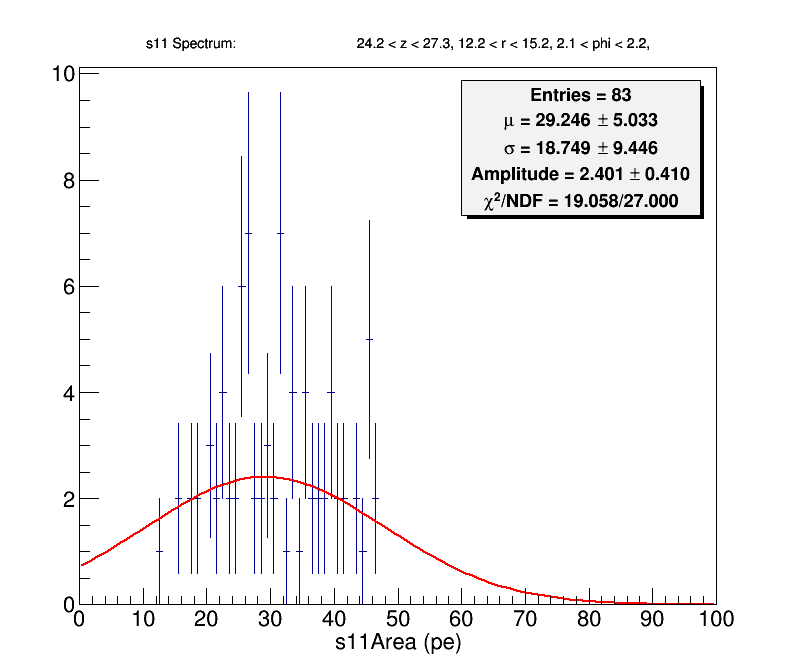 s11 Spectrum: 24.2 < z < 27.3, 12.2 < r < 15.2, 2.1 < phi < 2.2,
Entries = 83
μ = 29.246 ± 5.033
σ = 18.749 ± 9.446
Amplitude = 2.401 ± 0.410
χ²/NDF = 19.058/27.000
10
8
6
4
2
0
0 10 20 30 40 50 60 70 80 90 100
s11Area (pe)